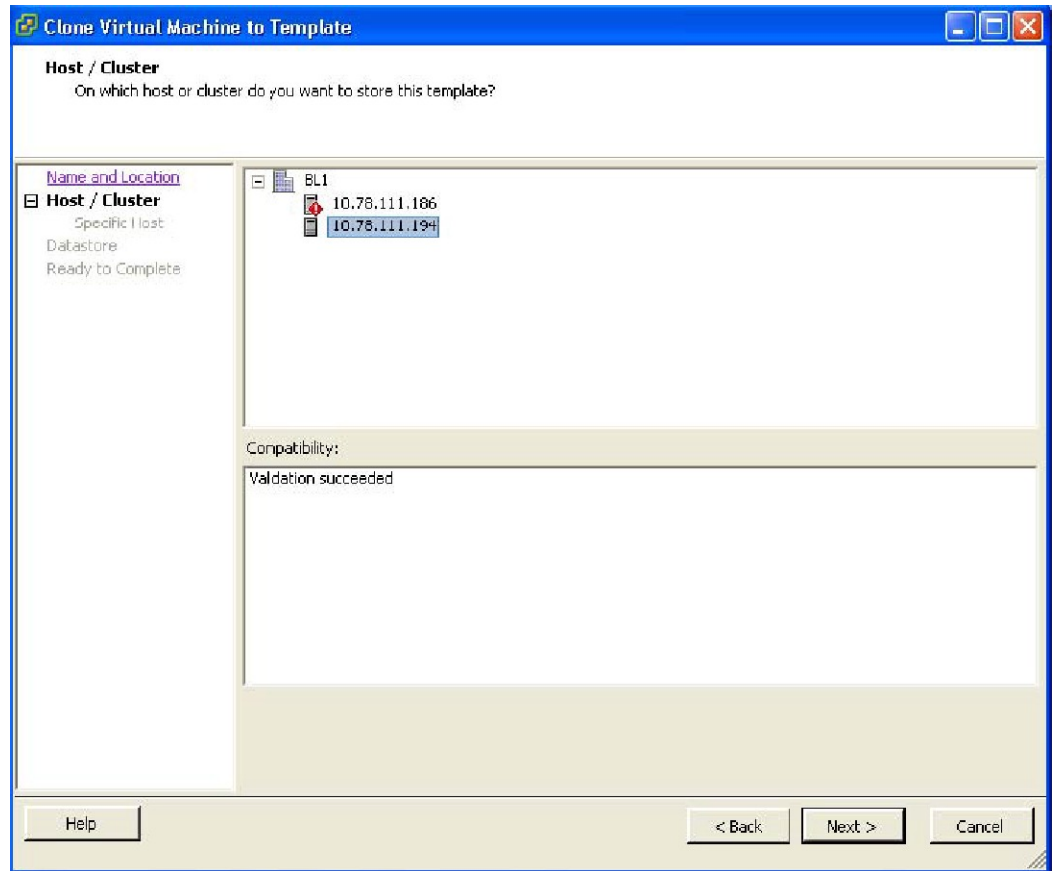 Clone Virtual Machine to Template
Host / Cluster
On which host or cluster do you want to store this template?
Name and Location
Host / Cluster
Specific Host
Datastore
Ready to Complete
BL1
10.78.111.186
10.78.111.194
Compatibility:
Validation succeeded
Help
< Back
Next >
Cancel